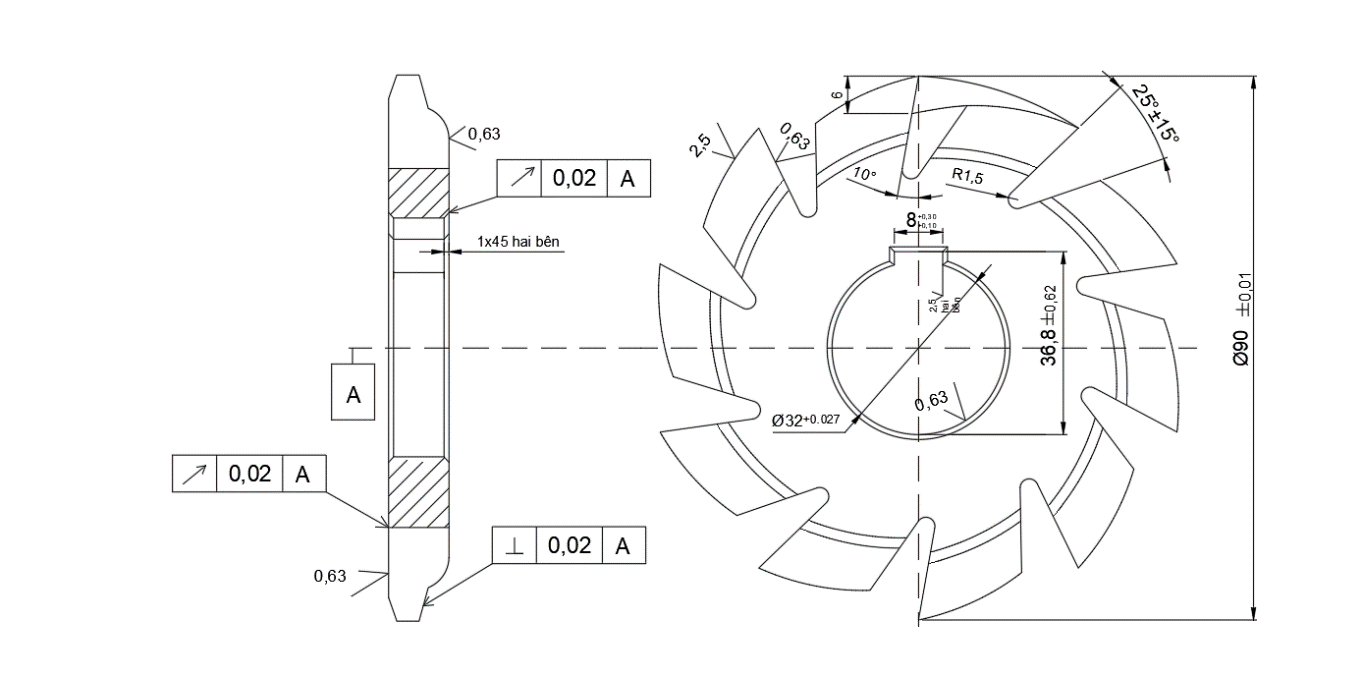 0,63
0,02 A
1x45 hai bên
A
0,02 A
0,63
0,02 A
6
2,5
0,63
10°
R1,5
25°±15°
8 +0,30
+0,10
2,5
hai
bên
36,8±0,62
Ø90 ±0,01
0,63
Ø32+0.027